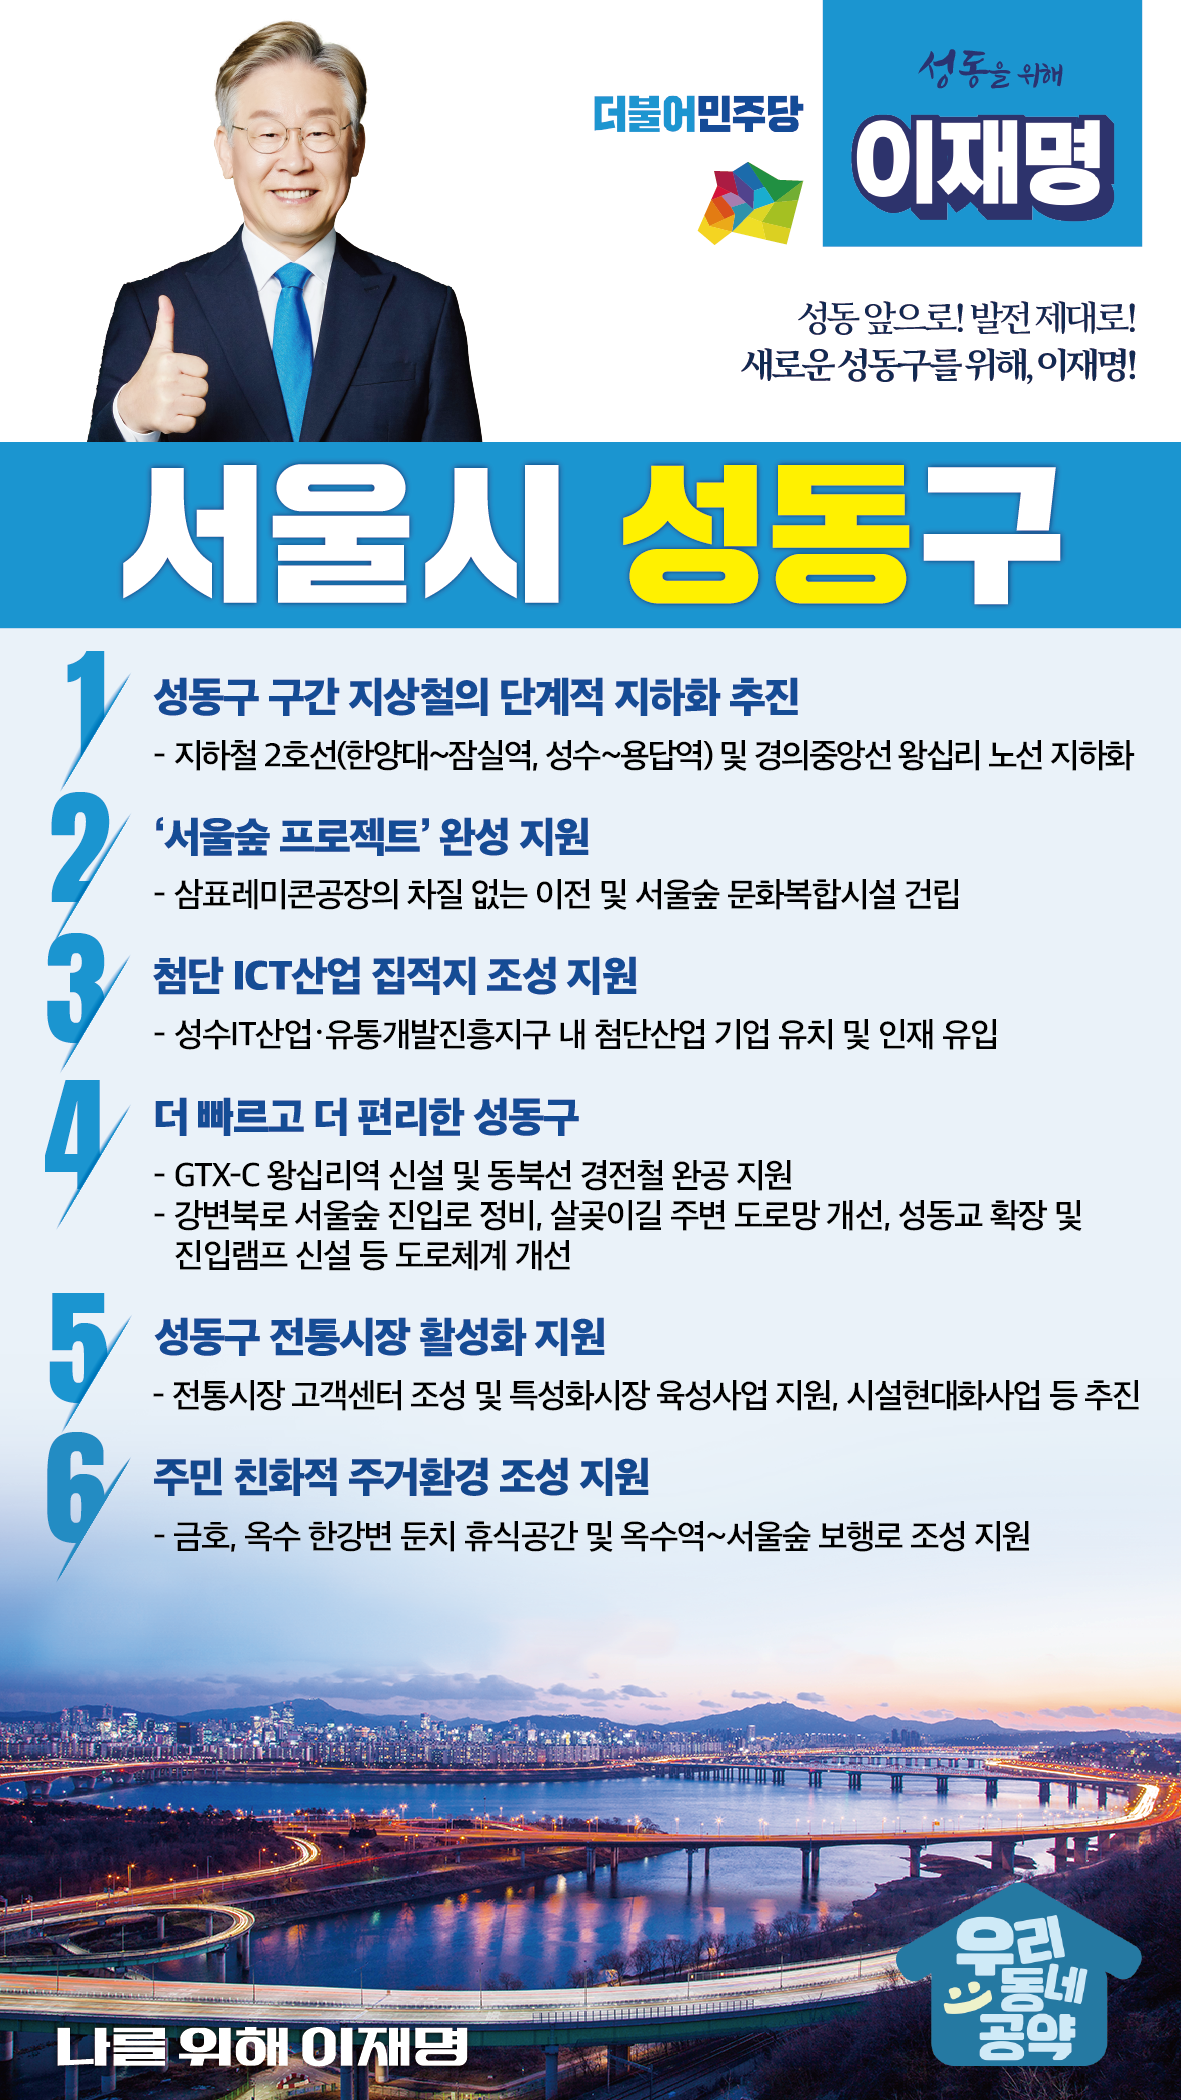 더불어민주당
성동을 위해
이재명
성동 앞으로! 발전 제대로!
새로운 성동구를 위해, 이재명!
서울시 성동구
1 성동구 구간 지상철의 단계적 지하화 추진
- 지하철 2호선(한양대~잠실역, 성수~용답역) 및 경의중앙선 왕십리 노선 지하화
2 ‘서울숲 프로젝트’ 완성 지원
- 삼표레미콘공장의 차질 없는 이전 및 서울숲 문화복합시설 건립
3 첨단 ICT산업 집적지 조성 지원
- 성수IT산업·유통개발진흥지구 내 첨단산업 기업 유치 및 인재 유입
4 더 빠르고 더 편리한 성동구
- GTX-C 왕십리역 신설 및 동북선 경전철 완공 지원
- 강변북로 서울숲 진입로 정비, 살곶이길 주변 도로망 개선, 성동교 확장 및
진입램프 신설 등 도로체계 개선
5 성동구 전통시장 활성화 지원
- 전통시장 고객센터 조성 및 특성화시장 육성사업 지원, 시설현대화사업 등 추진
6 주민 친화적 주거환경 조성 지원
- 금호, 옥수 한강변 둔치 휴식공간 및 옥수역~서울숲 보행로 조성 지원
우리
동네
공약
나를 위해 이재명